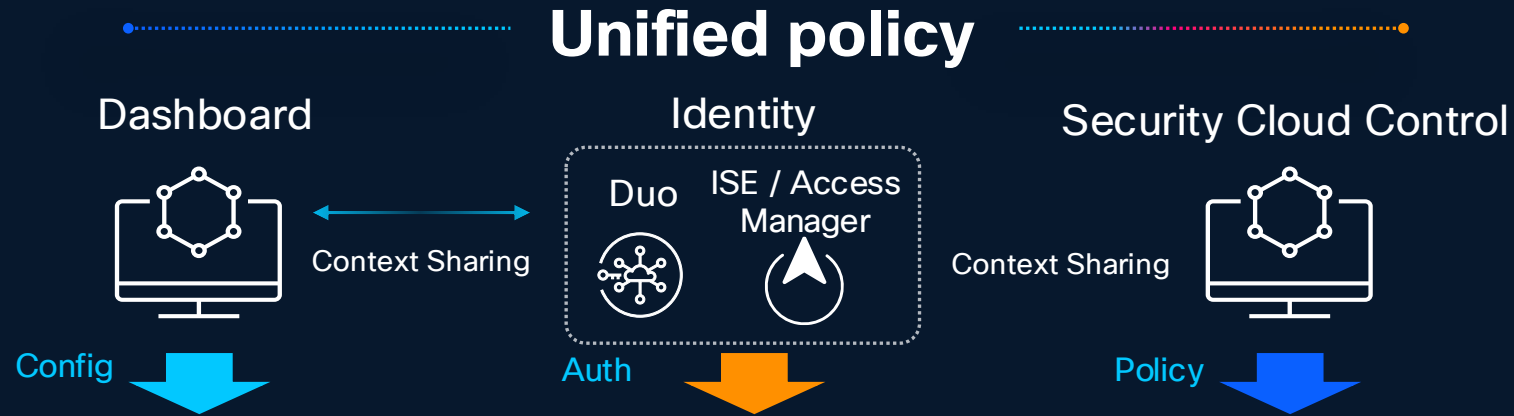 Unified policy
Dashboard
Identity
Security Cloud Control
Duo
ISE / Access
Manager
Context Sharing
Context Sharing
Config
Auth
Policy